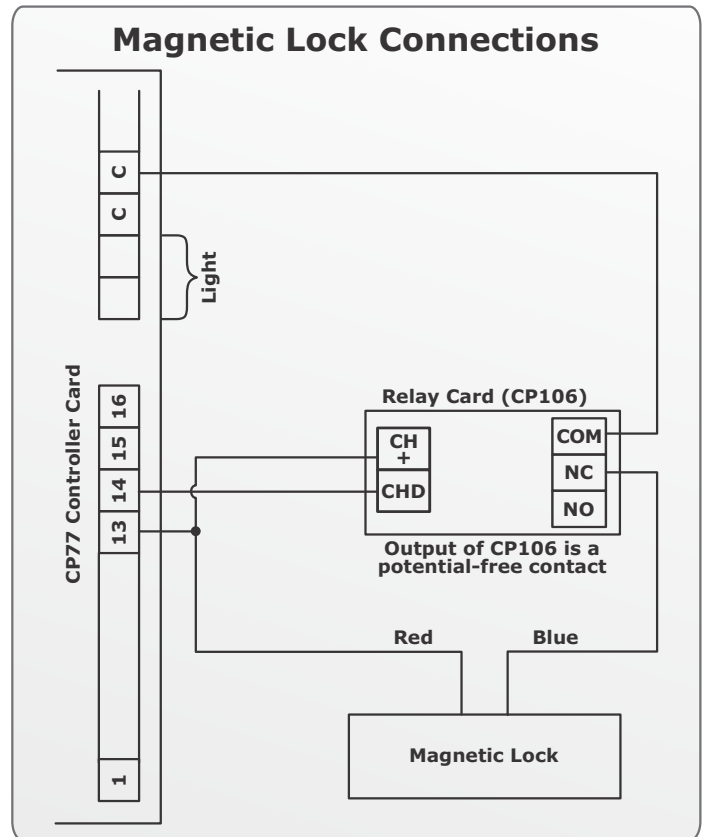 Magnetic Lock Connections
C
C
Light
CP77 Controller Card
16
15
14
13
1
Relay Card (CP106)
CH
+
CHD
COM
NC
NO
Output of CP106 is a
potential-free contact
Red
Blue
Magnetic Lock